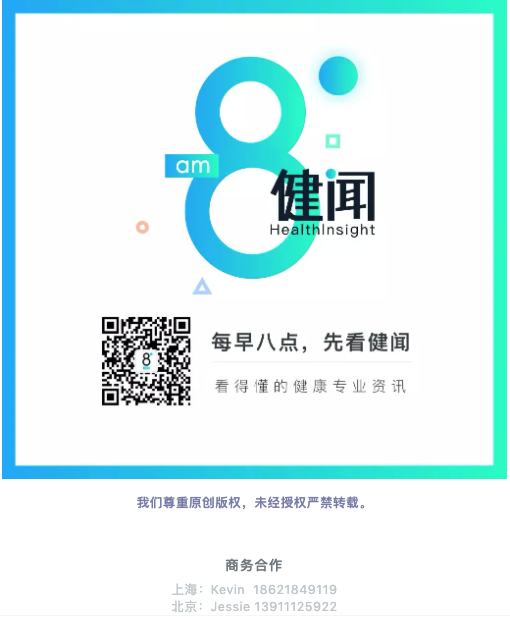 8
am
健闻
HealthInsight
8
每早八点，先看健闻
看得懂的健康专业资讯
我们尊重原创版权，未经授权严禁转载。
商务合作
上海：Kevin 18621849119
北京：Jessie 13911125922